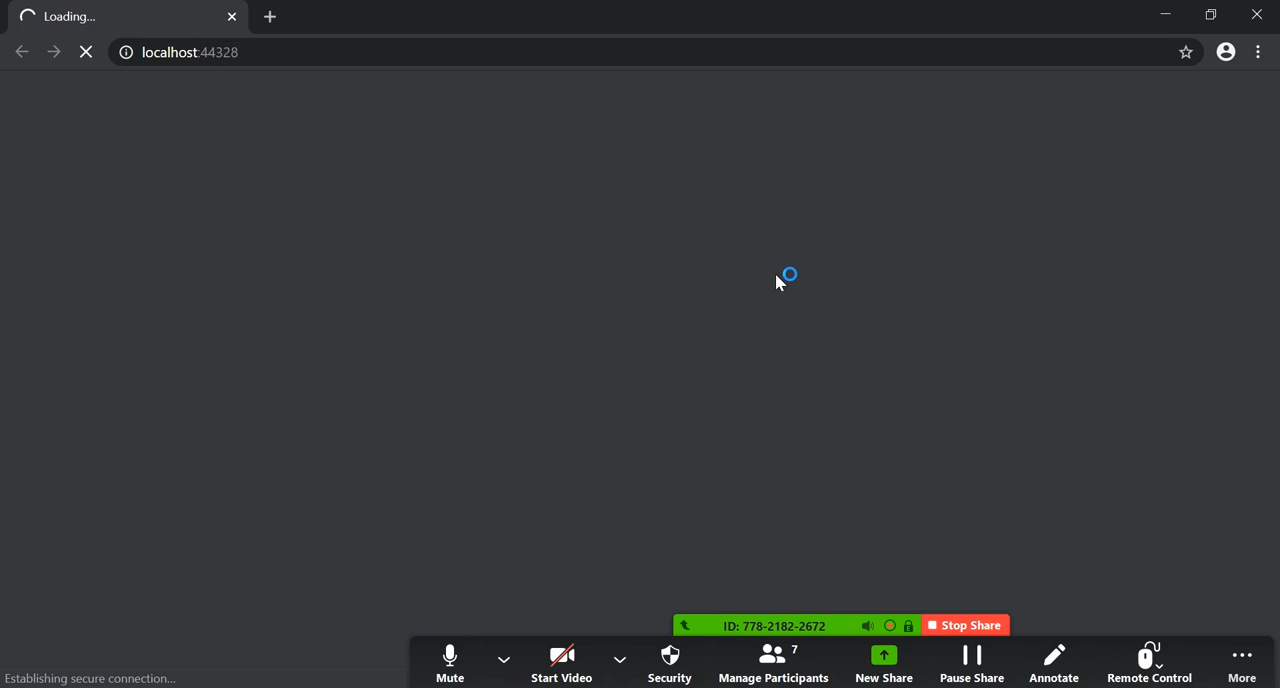 Loading...
localhost:44328
ID: 778-2182-2672
Stop Share
Mute
Start Video
Security
Manage Participants
7
New Share
Pause Share
Annotate
Remote Control
More
Establishing secure connection...